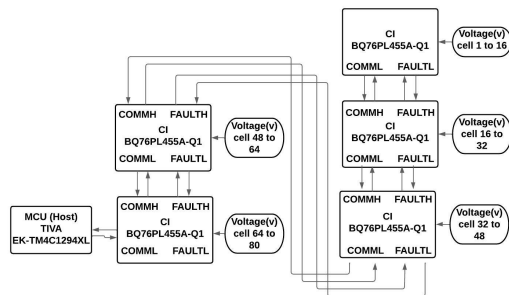 CI
BQ76PL455A-Q1
COMML FAULTL
Voltage(v)
cell 1 to 16
COMMH FAULTH
CI
BQ76PL455A-Q1
COMML FAULTL
Voltage(v)
cell 16 to
32
COMMH FAULTH
CI
BQ76PL455A-Q1
COMML FAULTL
Voltage(v)
cell 32 to
48
COMMH FAULTH
CI
BQ76PL455A-Q1
COMML FAULTL
Voltage(v)
cell 48 to
64
COMMH FAULTH
CI
BQ76PL455A-Q1
COMML FAULTL
Voltage(v)
cell 64 to
80
MCU (Host)
TIVA
EK-TM4C1294XL